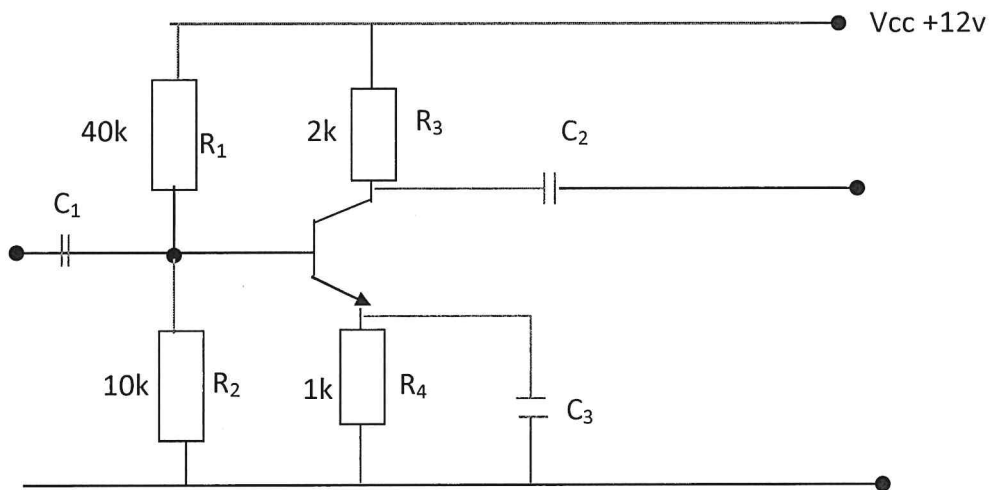 Vcc +12v
40k
R₁
2k
R₃
C₂
C₁
10k
R₂
1k
R₄
C₃